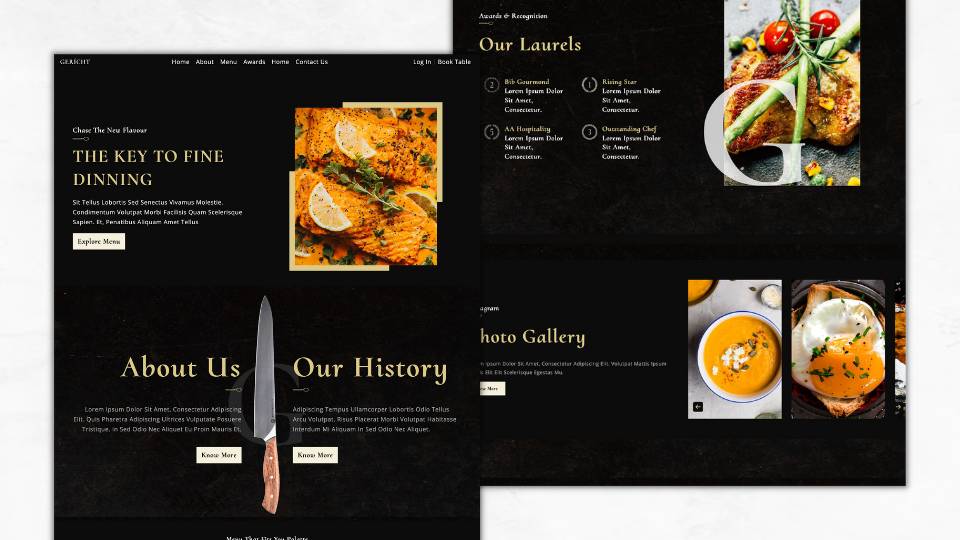 GERÍCHT
Home About Menu Awards Home Contact Us
Log In | Book Table
Chase The New Flavour
THE KEY TO FINE
DINNING
Sit Tellus Lobortis Sed Senectus Vivamus Molestie.
Condimentum Volutpat Morbi Facilisis Quam Scelerisque
Sapien. Et, Penatibus Aliquam Amet Tellus
Explore Menu
About Us
Lorem Ipsum Dolor Sit Amet, Consectetur Adipiscing
Elit. Quis Pharetra Adipiscing Ultrices Vulputate Posuere
Tristique. In Sed Odio Nec Aliquet Eu Proin Mauris Et.
Know More
G
Our History
Adipiscing Tempus Ullamcorper Lobortis Odio Tellus
Arcu Volutpat. Risus Placerat Morbi Volutpat Habitasse
Interdum Mi Aliquam In Sed Odio Nec Aliquet.
Know More
Awards & Recognition
Our Laurels
2
Bib Gourmond
Lorem Ipsum Dolor
Sit Amet,
Consectetur.
1
Rising Star
Lorem Ipsum Dolor
Sit Amet,
Consectetur.
5
AA Hospitality
Lorem Ipsum Dolor
Sit Amet,
Consectetur.
3
Outstanding Chef
Lorem Ipsum Dolor
Sit Amet,
Consectetur.
G
agram
hoto Gallery
Ipsum Dolor Sit Amet, Consectetur Adipiscing Elit. Volutpat Mattis Ipsum
Elit Elit Scelerisque Egestas Mu.
More